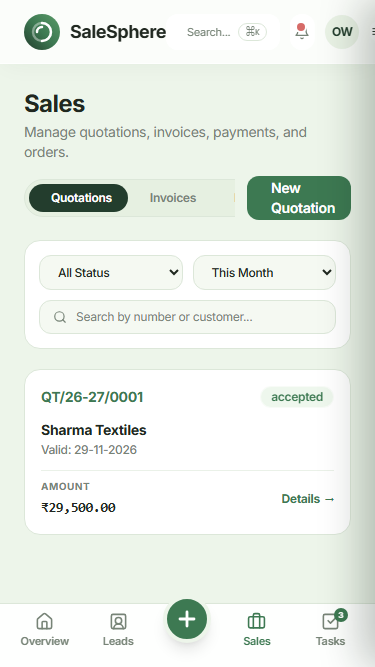 SaleSphere Search... ⌘K OW
Sales
Manage quotations, invoices, payments, and
orders.
Quotations Invoices New
Quotation
All Status This Month
Search by number or customer...
QT/26-27/0001 accepted
Sharma Textiles
Valid: 29-11-2026
AMOUNT
₹29,500.00 Details →
3
Overview Leads Sales Tasks